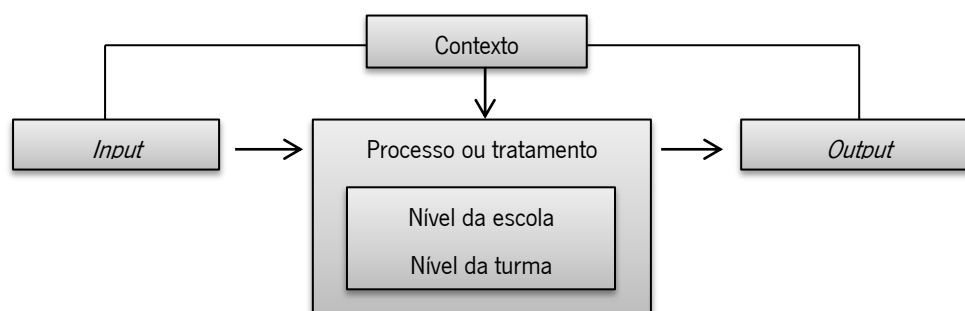 Contexto
Input
Processo ou tratamento
Output
Nível da escola
Nível da turma